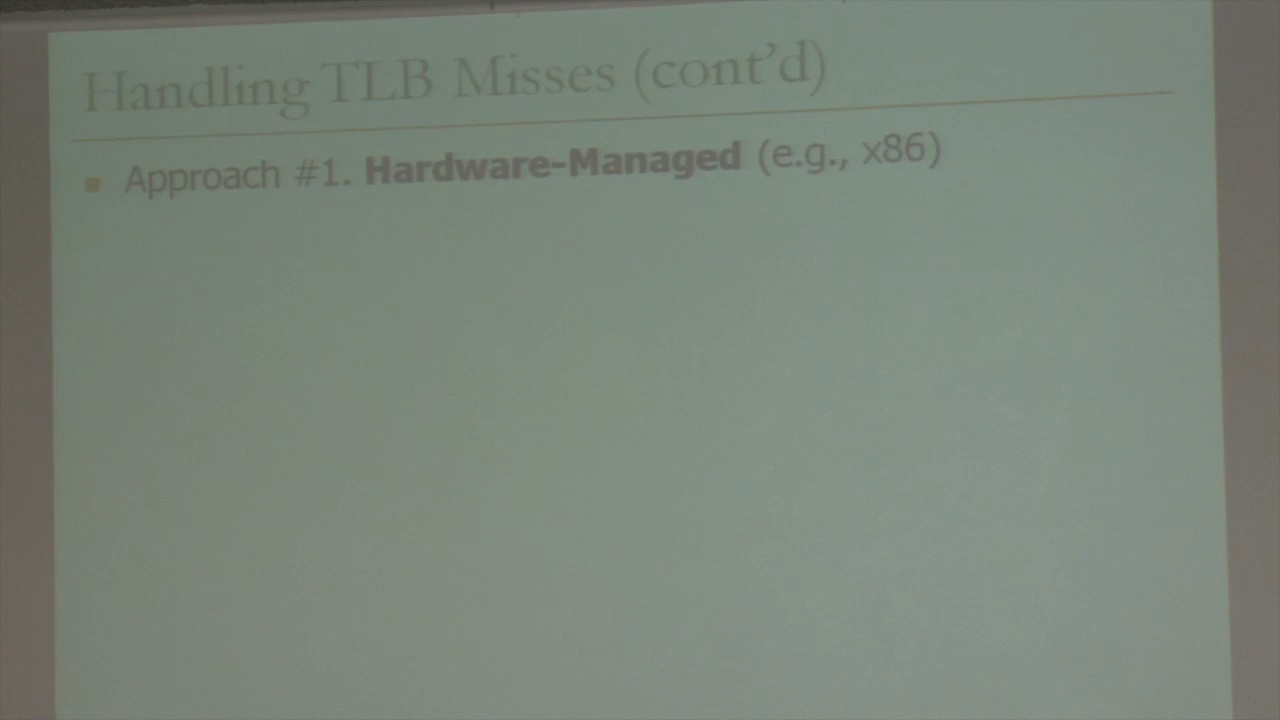 Handling TLB Misses (cont’d)
Approach #1. Hardware-Managed (e.g., x86)